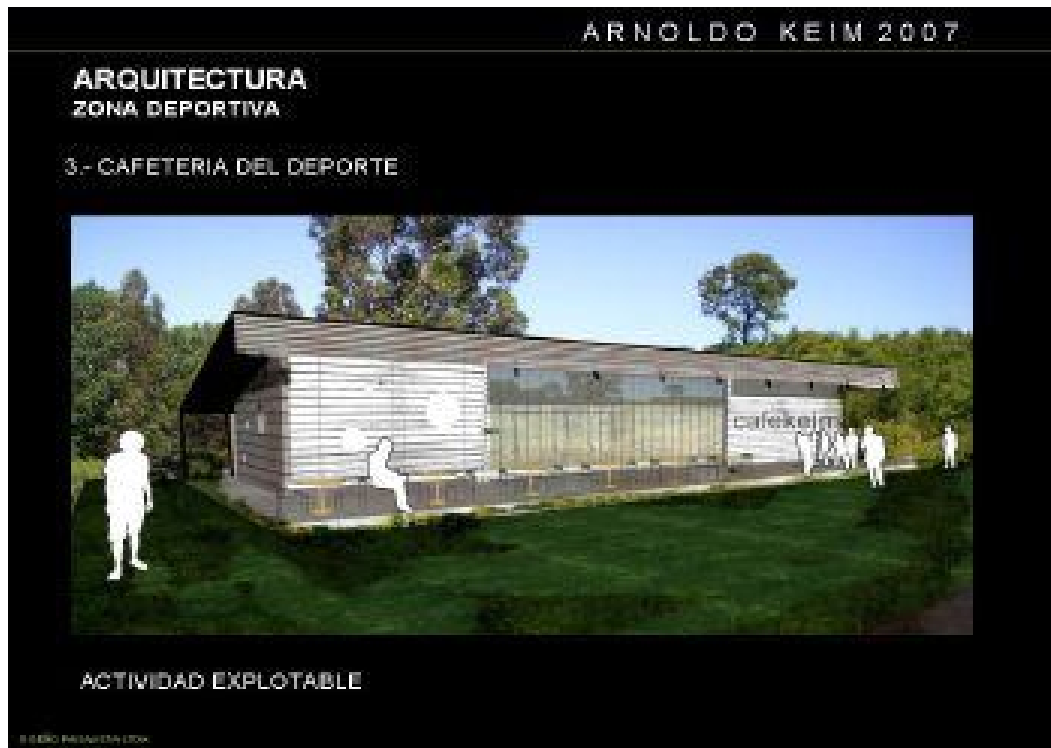 ARNOLDO KEIM 2007
ARQUITECTURA
ZONA DEPORTIVA
3.- CAFETERIA DEL DEPORTE
cafekeim
ACTIVIDAD EXPLOTABLE